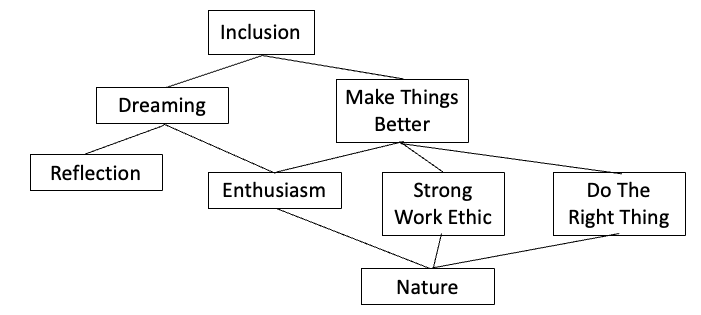 Inclusion
Dreaming
Make Things
Better
Reflection
Enthusiasm
Strong
Work Ethic
Do The
Right Thing
Nature